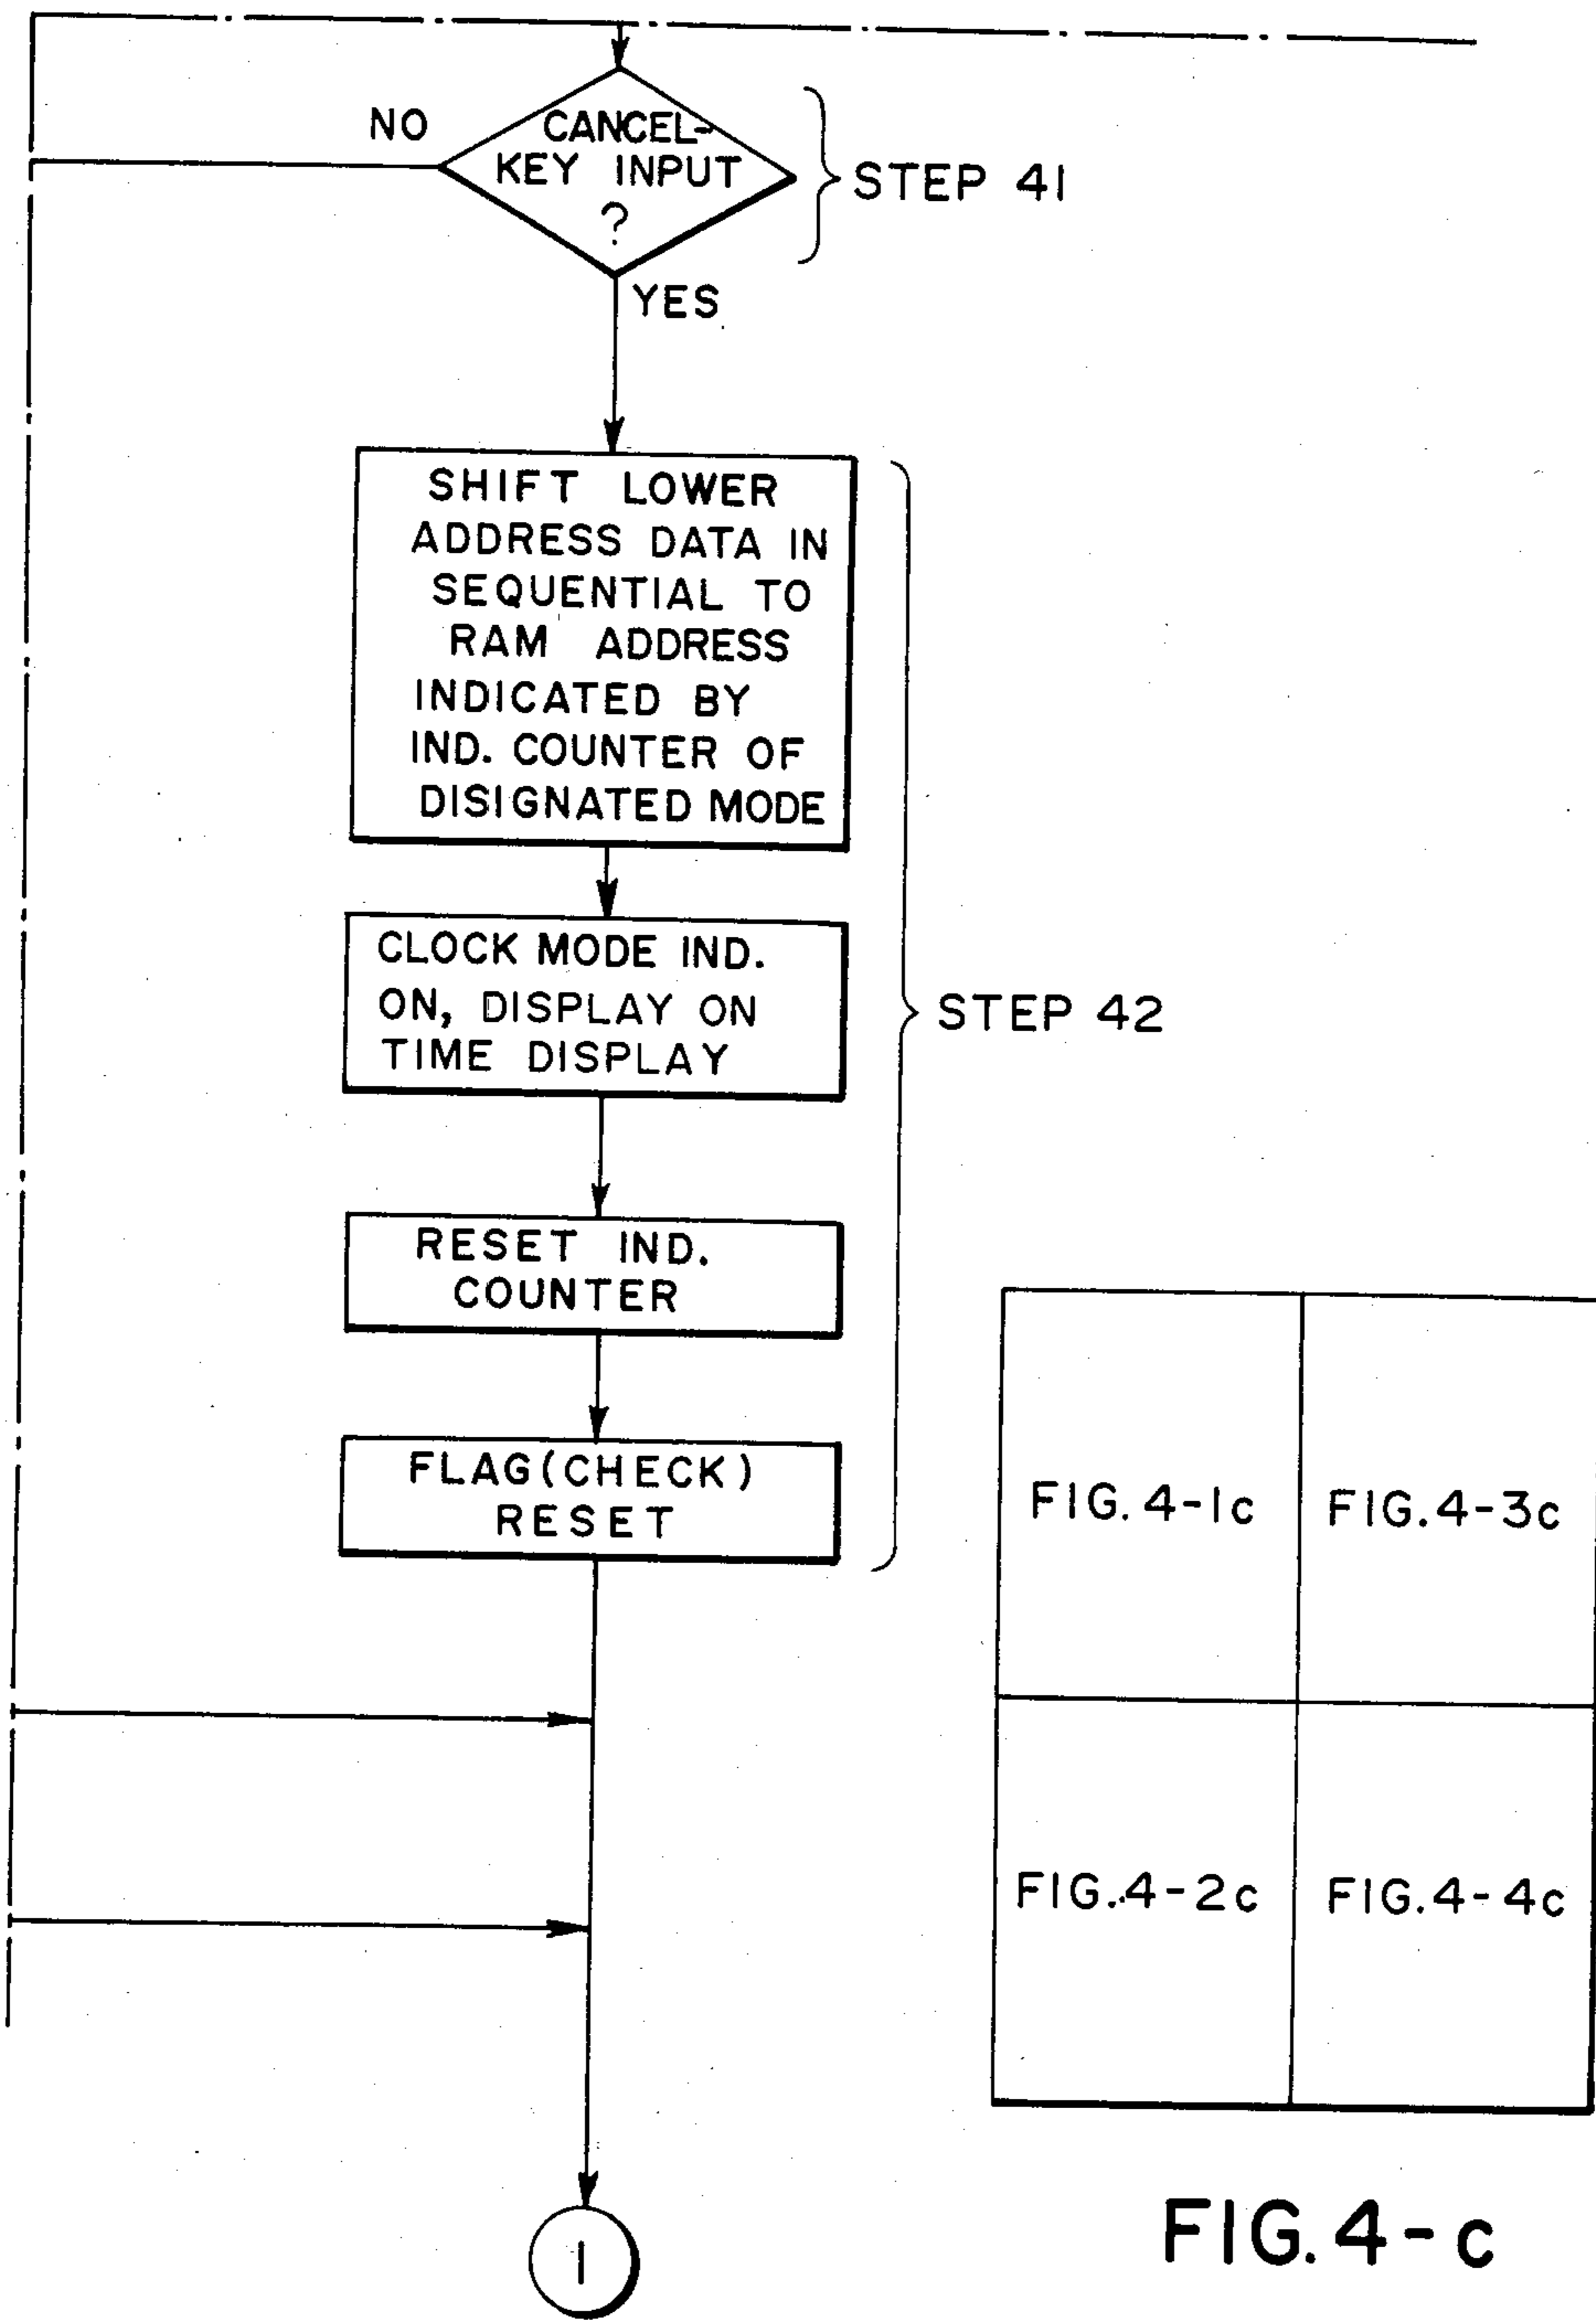 NO
CANCEL-
KEY INPUT
?
STEP 41
YES
SHIFT LOWER
ADDRESS DATA IN
SEQUENTIAL TO
RAM ADDRESS
INDICATED BY
IND. COUNTER OF
DISIGNATED MODE
CLOCK MODE IND.
ON, DISPLAY ON
TIME DISPLAY
STEP 42
RESET IND.
COUNTER
FLAG(CHECK)
RESET
FIG. 4-1c
FIG. 4-3c
FIG. 4-2c
FIG. 4-4c
1
FIG. 4-c